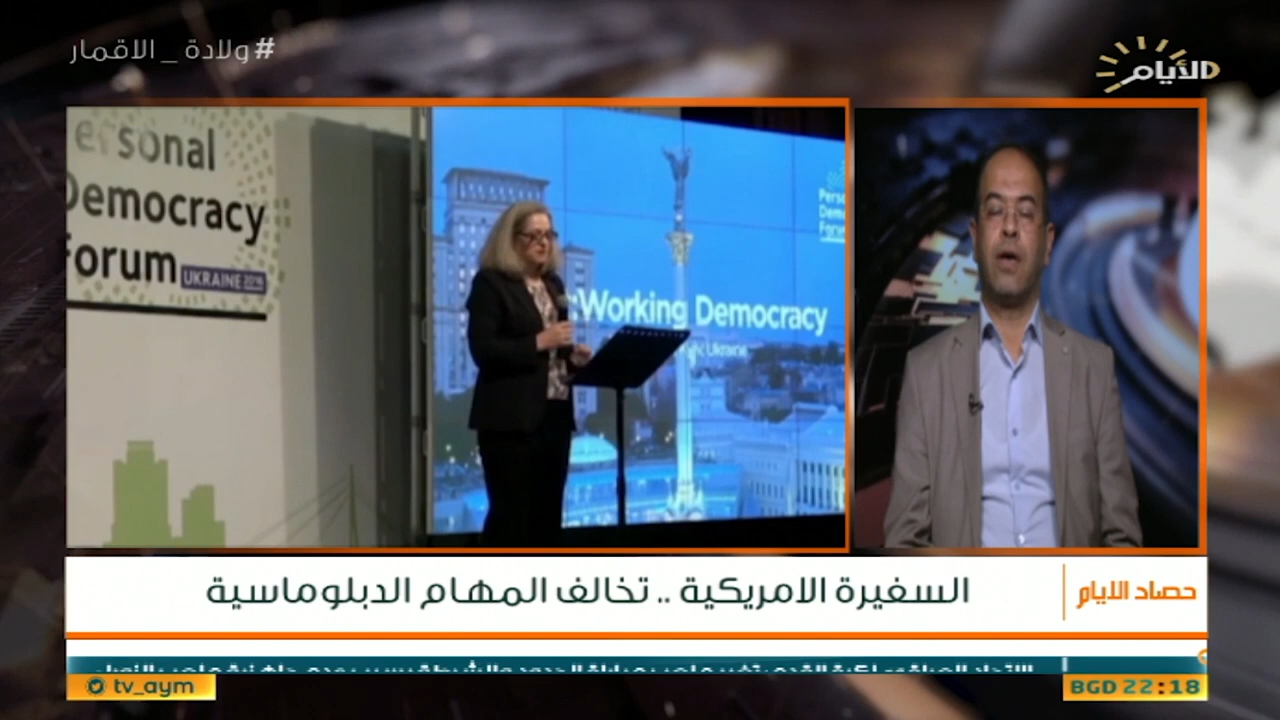 #ولادة _ الاقمار
الأيام
ersonal
Democracy
Forum UKRAINE
Working Democracy
Ukraine
حصاد الايام
السفيرة الامريكية .. تخالف المهام الدبلوماسية
tv_aym
BGD 22:18